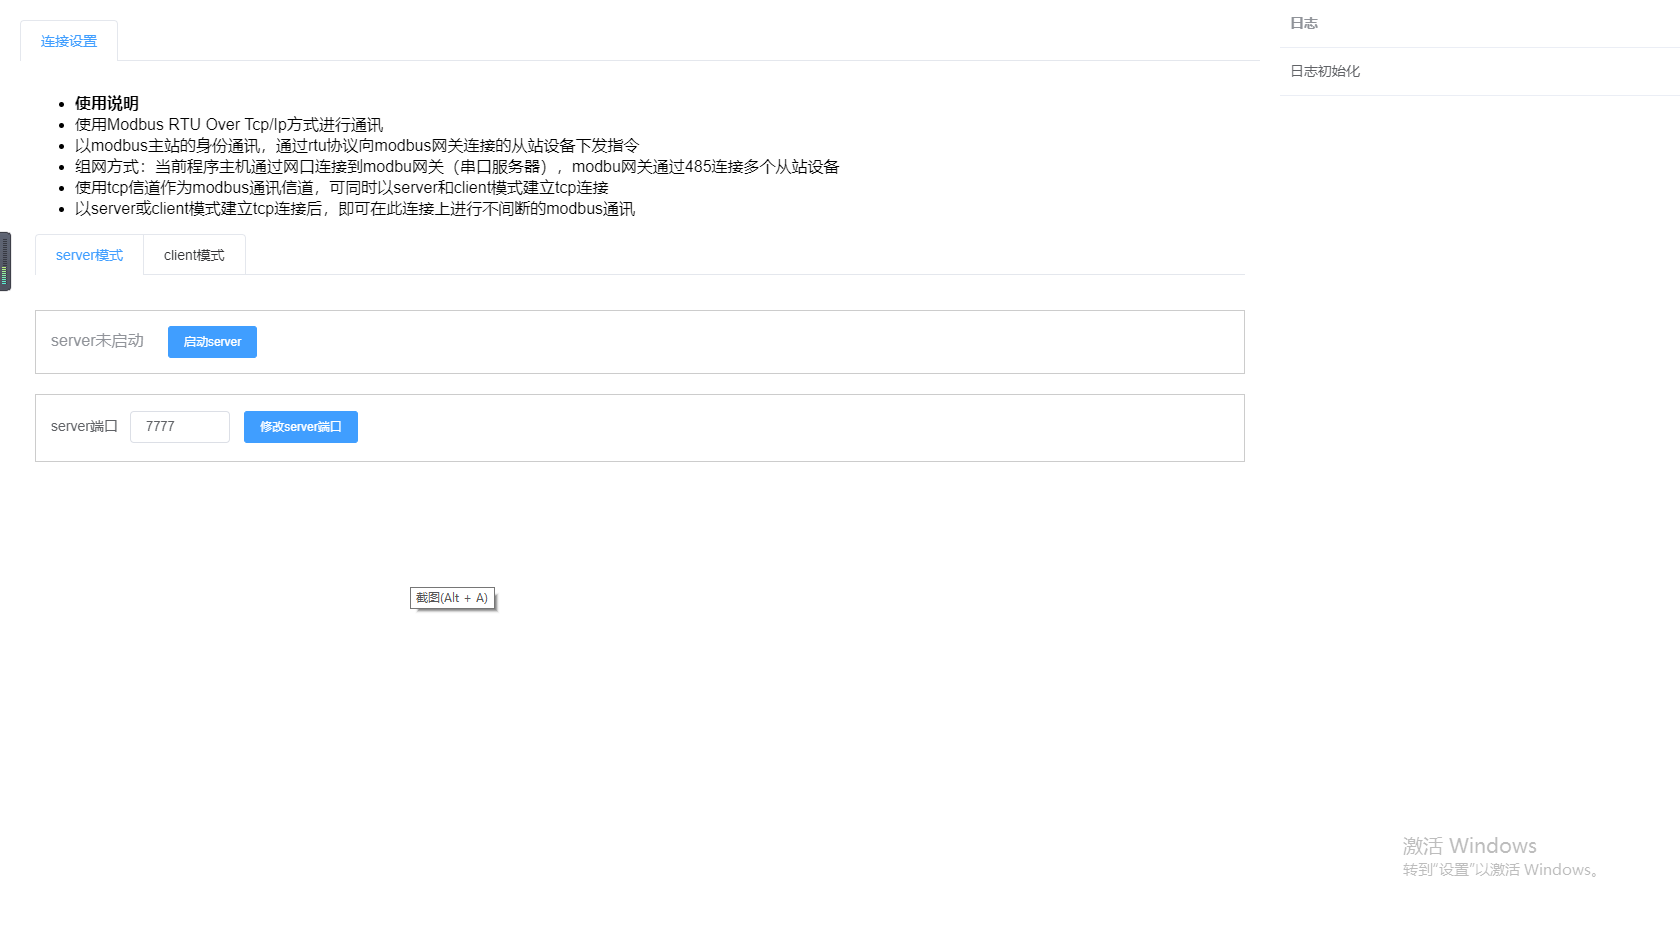 连接设置
使用说明
使用Modbus RTU Over Tcp/Ip方式进行通讯
以modbus主站的身份通讯，通过rtu协议向modbus网关连接的从站设备下发指令
组网方式：当前程序主机通过网口连接到modbu网关（串口服务器），modbu网关通过485连接多个从站设备
使用tcp信道作为modbus通讯信道，可同时以server和client模式建立tcp连接
以server或client模式建立tcp连接后，即可在此连接上进行不间断的modbus通讯
server模式 client模式
server未启动 启动server
server端口 7777 修改server端口
截图(Alt + A)
日志
日志初始化
激活 Windows
转到“设置”以激活 Windows。